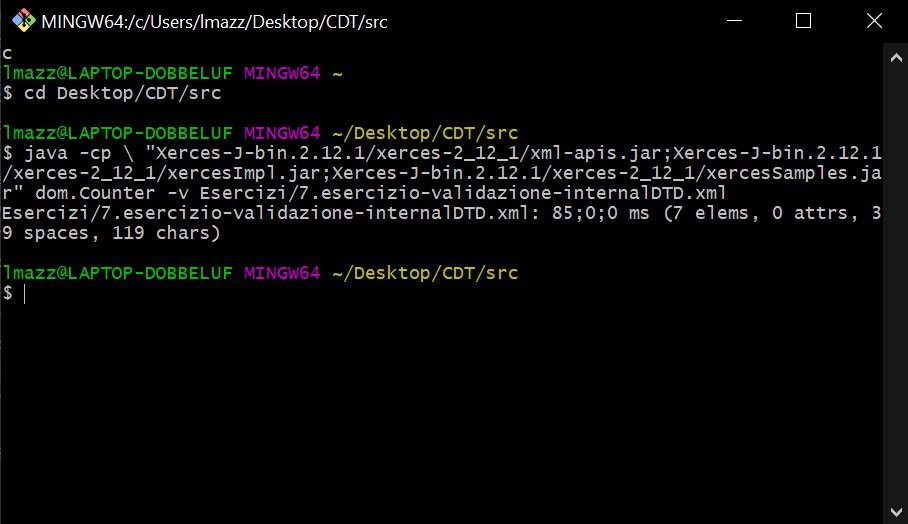 MINGW64:/c/Users/lmazz/Desktop/CDT/src
c
lmazz@LAPTOP-DOBBELUF MINGW64 ~
$ cd Desktop/CDT/src
lmazz@LAPTOP-DOBBELUF MINGW64 ~/Desktop/CDT/src
$ java -cp \ "Xerces-J-bin.2.12.1/xerces-2_12_1/xml-apis.jar;Xerces-J-bin.2.12.1
/xerces-2_12_1/xercesImpl.jar;Xerces-J-bin.2.12.1/xerces-2_12_1/xercesSamples.ja
r" dom.Counter -v Esercizi/7.esercizio-validazione-internalDTD.xml
Esercizi/7.esercizio-validazione-internalDTD.xml: 85;0;0 ms (7 elems, 0 attrs, 3
9 spaces, 119 chars)
lmazz@LAPTOP-DOBBELUF MINGW64 ~/Desktop/CDT/src
$